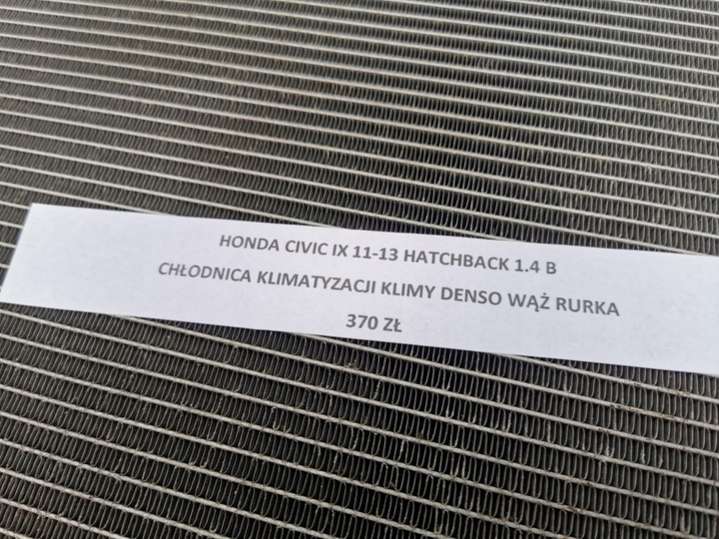 HONDA CIVIC IX 11-13 HATCHBACK 1.4 B
CHŁODNICA KLIMATYZACJI KLIMY DENSO WĄŻ RURKA
370 ZŁ